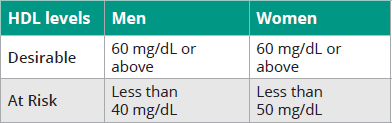 HDL levels Men Women
Desirable 60 mg/dL or above 60 mg/dL or above
At Risk Less than 40 mg/dL Less than 50 mg/dL